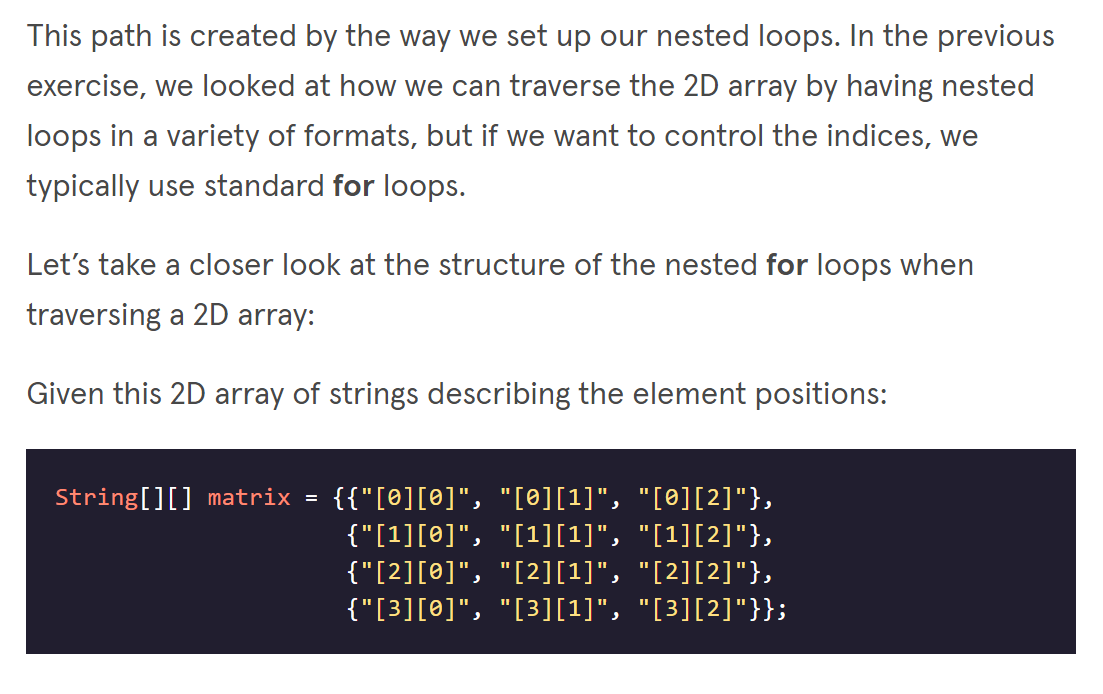 This path is created by the way we set up our nested loops. In the previous
exercise, we looked at how we can traverse the 2D array by having nested
loops in a variety of formats, but if we want to control the indices, we
typically use standard for loops.
Let’s take a closer look at the structure of the nested for loops when
traversing a 2D array:
Given this 2D array of strings describing the element positions:
String[][] matrix = {{"[0][0]", "[0][1]", "[0][2]"},
{"[1][0]", "[1][1]", "[1][2]"},
{"[2][0]", "[2][1]", "[2][2]"},
{"[3][0]", "[3][1]", "[3][2]"}};